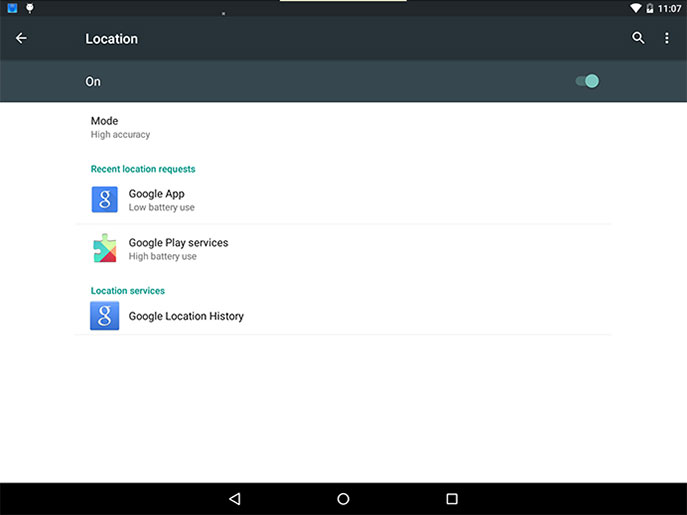 11:07
Location
On
Mode
High accuracy
Recent location requests
g
Google App
Low battery use
Google Play services
High battery use
Location services
g
Google Location History